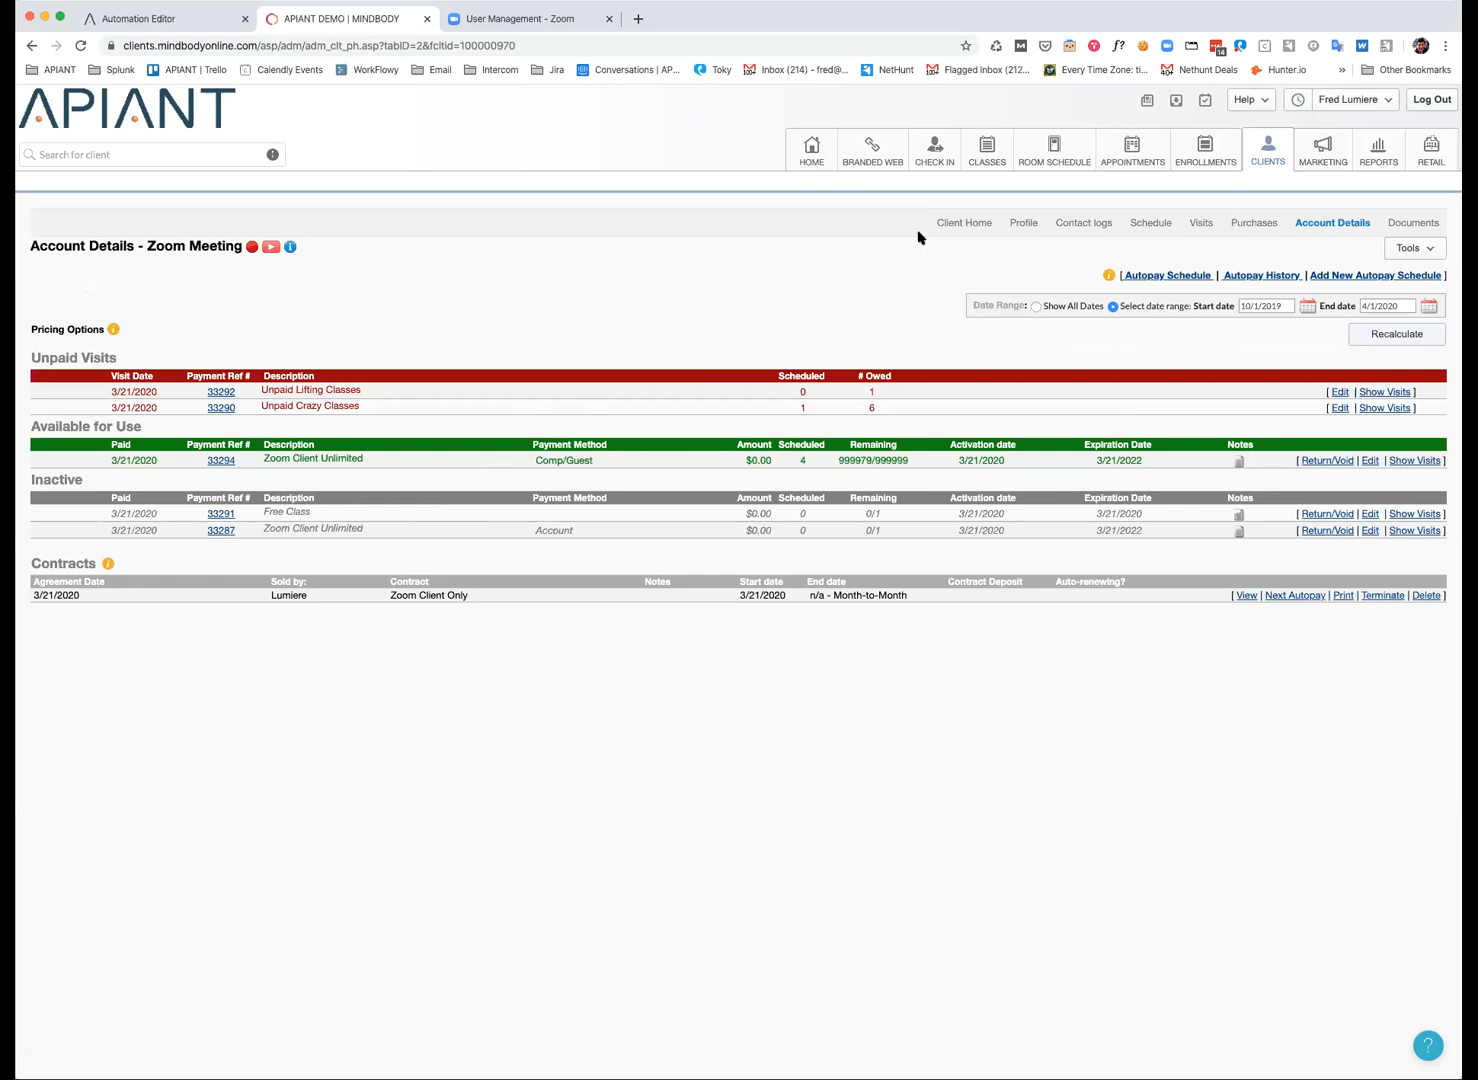 Automation Editor × APIANT DEMO | MINDBODY × User Management - Zoom × +
clients.mindbodyonline.com/asp/adm/adm_clt_ph.asp?tabID=2&fcltid=100000970
APIANT Splunk APIANT | Trello Calendly Events WorkFlowy Email Intercom Jira Conversations | AP... Toky Inbox (214) - fred@... NetHunt Flagged Inbox (212... Every Time Zone: ti... Nethunt Deals Hunter.io » Other Bookmarks
APIANT
Help Fred Lumiere Log Out
Search for client
HOME BRANDED WEB CHECK IN CLASSES ROOM SCHEDULE APPOINTMENTS ENROLLMENTS CLIENTS MARKETING REPORTS RETAIL
Client Home Profile Contact logs Schedule Visits Purchases Account Details Documents
Account Details - Zoom Meeting
Tools
[ Autopay Schedule | Autopay History | Add New Autopay Schedule ]
Date Range: Show All Dates Select date range: Start date 10/1/2019 End date 4/1/2020
Pricing Options
Recalculate
Unpaid Visits
Visit Date Payment Ref # Description Scheduled # Owed
3/21/2020 33292 Unpaid Lifting Classes 0 1 [ Edit | Show Visits ]
3/21/2020 33290 Unpaid Crazy Classes 1 6 [ Edit | Show Visits ]
Available for Use
Paid Payment Ref # Description Payment Method Amount Scheduled Remaining Activation date Expiration Date Notes
3/21/2020 33294 Zoom Client Unlimited Comp/Guest $0.00 4 999979/999999 3/21/2020 3/21/2022 [ Return/Void | Edit | Show Visits ]
Inactive
Paid Payment Ref # Description Payment Method Amount Scheduled Remaining Activation date Expiration Date Notes
3/21/2020 33291 Free Class $0.00 0 0/1 3/21/2020 3/21/2020 [ Return/Void | Edit | Show Visits ]
3/21/2020 33287 Zoom Client Unlimited Account $0.00 0 0/1 3/21/2020 3/21/2022 [ Return/Void | Edit | Show Visits ]
Contracts
Agreement Date Sold by: Contract Notes Start date End date Contract Deposit Auto-renewing?
3/21/2020 Lumiere Zoom Client Only 3/21/2020 n/a - Month-to-Month [ View | Next Autopay | Print | Terminate | Delete ]
?